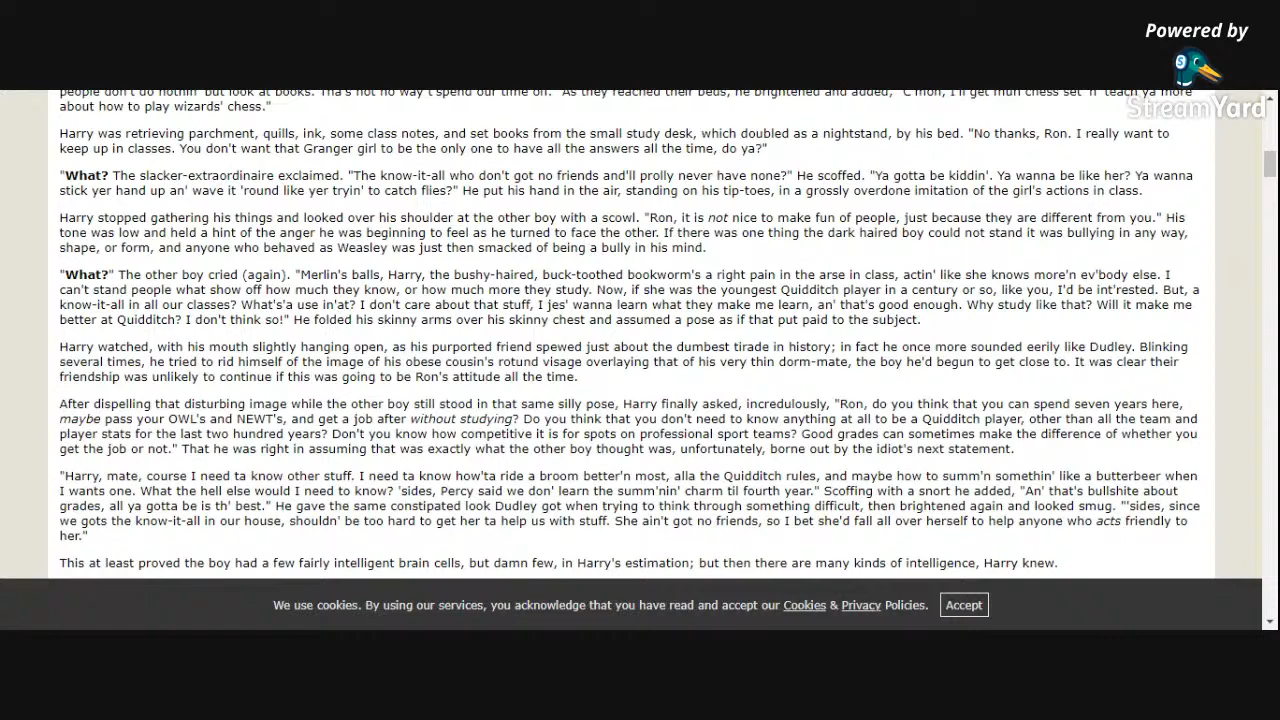 Powered by
StreamYard
people don't do nothin' but look at books. Tha's not no way t'spend our time off." As they reached their beds, he brightened and added, "C'mon, I'll get muh chess set 'n' teach ya more
about how to play wizards' chess."
Harry was retrieving parchment, quills, ink, some class notes, and set books from the small study desk, which doubled as a nightstand, by his bed. "No thanks, Ron. I really want to
keep up in classes. You don't want that Granger girl to be the only one to have all the answers all the time, do ya?"
"What? The slacker-extraordinaire exclaimed. "The know-it-all who don't got no friends and'll prolly never have none?" He scoffed. "Ya gotta be kiddin'. Ya wanna be like her? Ya wanna
stick yer hand up an' wave it 'round like yer tryin' to catch flies?" He put his hand in the air, standing on his tip-toes, in a grossly overdone imitation of the girl's actions in class.
Harry stopped gathering his things and looked over his shoulder at the other boy with a scowl. "Ron, it is not nice to make fun of people, just because they are different from you." His
tone was low and held a hint of the anger he was beginning to feel as he turned to face the other. If there was one thing the dark haired boy could not stand it was bullying in any way,
shape, or form, and anyone who behaved as Weasley was just then smacked of being a bully in his mind.
"What?" The other boy cried (again). "Merlin's balls, Harry, the bushy-haired, buck-toothed bookworm's a right pain in the arse in class, actin' like she knows more'n ev'body else. I
can't stand people what show off how much they know, or how much more they study. Now, if she was the youngest Quidditch player in a century or so, like you, I'd be int'rested. But, a
know-it-all in all our classes? What's'a use in'at? I don't care about that stuff, I jes' wanna learn what they make me learn, an' that's good enough. Why study like that? Will it make me
better at Quidditch? I don't think so!" He folded his skinny arms over his skinny chest and assumed a pose as if that put paid to the subject.
Harry watched, with his mouth slightly hanging open, as his purported friend spewed just about the dumbest tirade in history; in fact he once more sounded eerily like Dudley. Blinking
several times, he tried to rid himself of the image of his obese cousin's rotund visage overlaying that of his very thin dorm-mate, the boy he'd begun to get close to. It was clear their
friendship was unlikely to continue if this was going to be Ron's attitude all the time.
After dispelling that disturbing image while the other boy still stood in that same silly pose, Harry finally asked, incredulously, "Ron, do you think that you can spend seven years here,
maybe pass your OWL's and NEWT's, and get a job after without studying? Do you think that you don't need to know anything at all to be a Quidditch player, other than all the team and
player stats for the last two hundred years? Don't you know how competitive it is for spots on professional sport teams? Good grades can sometimes make the difference of whether you
get the job or not." That he was right in assuming that was exactly what the other boy thought was, unfortunately, borne out by the idiot's next statement.
"Harry, mate, course I need ta know other stuff. I need ta know how'ta ride a broom better'n most, alla the Quidditch rules, and maybe how to summ'n somethin' like a butterbeer when
I wants one. What the hell else would I need to know? 'sides, Percy said we don' learn the summ'nin' charm til fourth year." Scoffing with a snort he added, "An' that's bullshite about
grades, all ya gotta be is th' best." He gave the same constipated look Dudley got when trying to think through something difficult, then brightened again and looked smug. "'sides, since
we gots the know-it-all in our house, shouldn' be too hard to get her ta help us with stuff. She ain't got no friends, so I bet she'd fall all over herself to help anyone who acts friendly to
her."
This at least proved the boy had a few fairly intelligent brain cells, but damn few, in Harry's estimation; but then there are many kinds of intelligence, Harry knew.
We use cookies. By using our services, you acknowledge that you have read and accept our Cookies & Privacy Policies. Accept